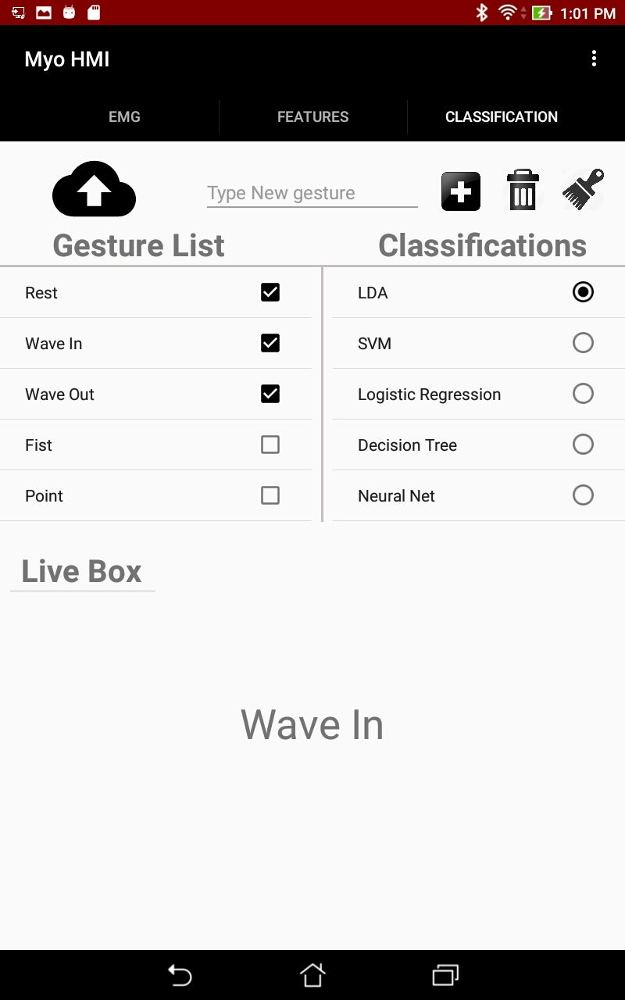 1:01 PM
Myo HMI
EMG FEATURES CLASSIFICATION
Type New gesture
Gesture List Classifications
Rest LDA
Wave In SVM
Wave Out Logistic Regression
Fist Decision Tree
Point Neural Net
Live Box
Wave In